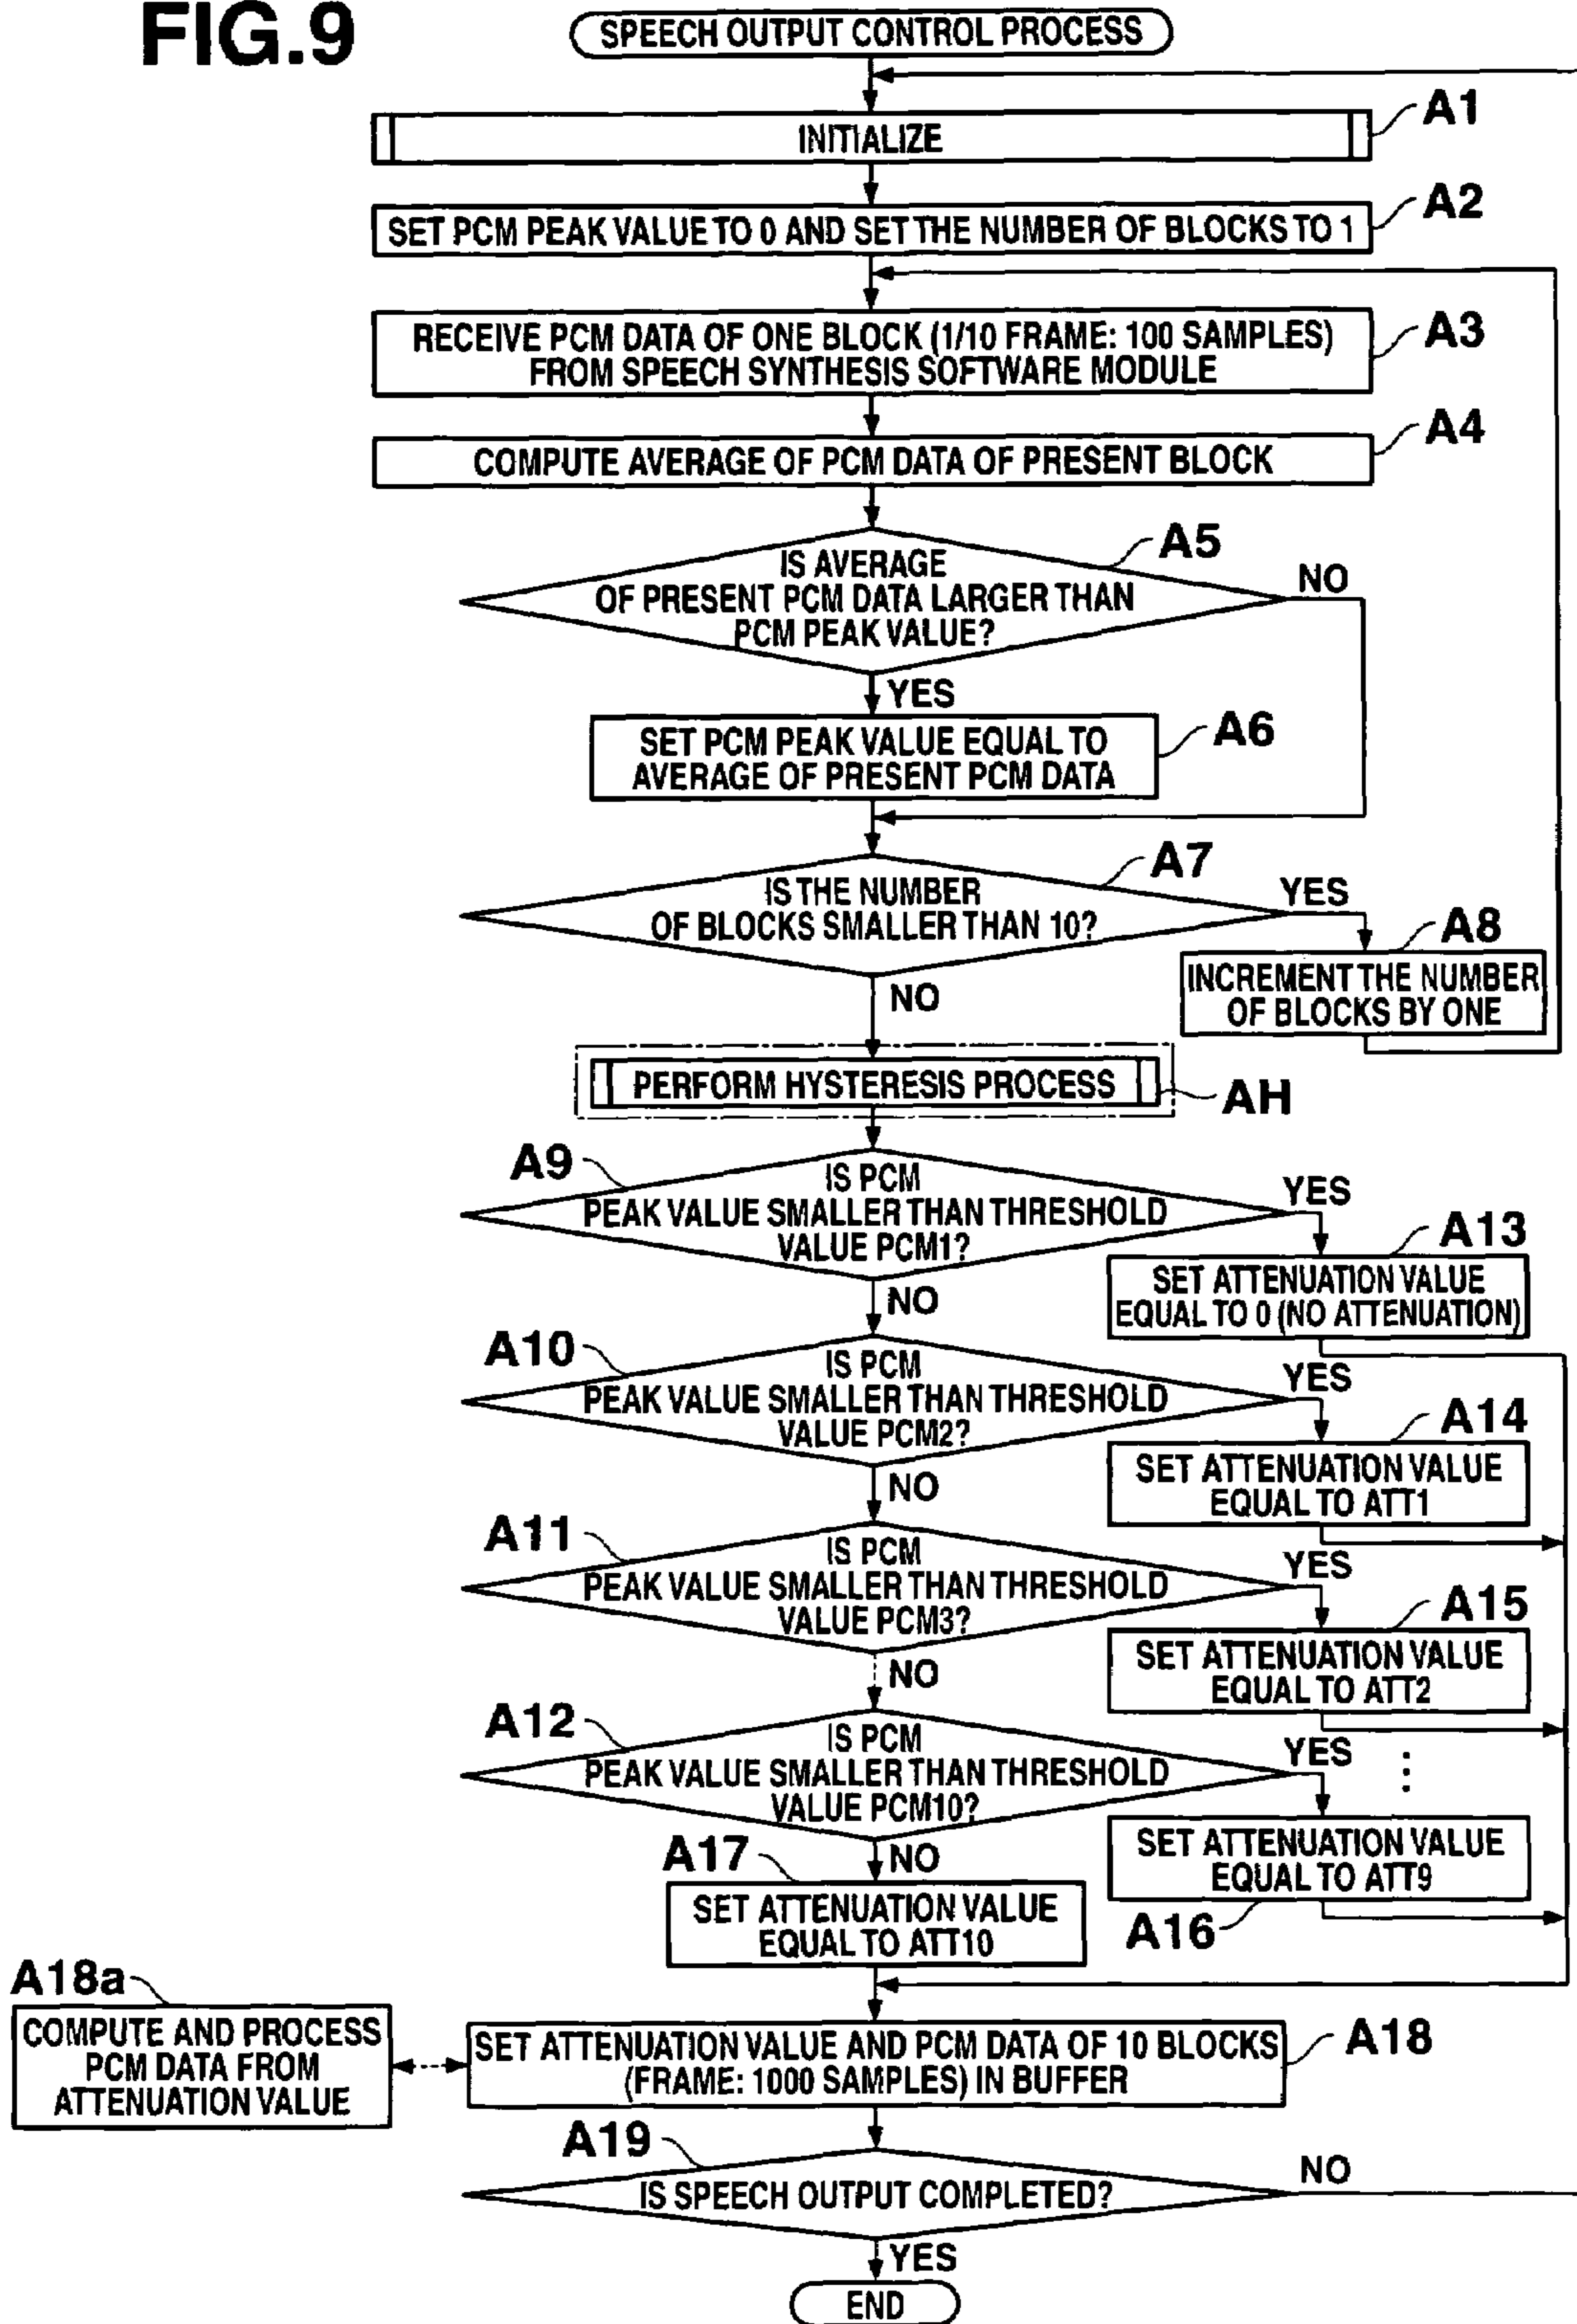 FIG.9
SPEECH OUTPUT CONTROL PROCESS
INITIALIZE
A1
SET PCM PEAK VALUE TO 0 AND SET THE NUMBER OF BLOCKS TO 1
A2
RECEIVE PCM DATA OF ONE BLOCK (1/10 FRAME: 100 SAMPLES)
FROM SPEECH SYNTHESIS SOFTWARE MODULE
A3
COMPUTE AVERAGE OF PCM DATA OF PRESENT BLOCK
A4
IS AVERAGE
OF PRESENT PCM DATA LARGER THAN
PCM PEAK VALUE?
A5
NO
YES
SET PCM PEAK VALUE EQUAL TO
AVERAGE OF PRESENT PCM DATA
A6
IS THE NUMBER
OF BLOCKS SMALLER THAN 10?
A7
YES
A8
INCREMENT THE NUMBER
OF BLOCKS BY ONE
NO
PERFORM HYSTERESIS PROCESS
AH
A9
IS PCM
PEAK VALUE SMALLER THAN THRESHOLD
VALUE PCM1?
YES
A13
SET ATTENUATION VALUE
EQUAL TO 0 (NO ATTENUATION)
NO
A10
IS PCM
PEAK VALUE SMALLER THAN THRESHOLD
VALUE PCM2?
YES
A14
SET ATTENUATION VALUE
EQUAL TO ATT1
NO
A11
IS PCM
PEAK VALUE SMALLER THAN THRESHOLD
VALUE PCM3?
YES
A15
SET ATTENUATION VALUE
EQUAL TO ATT2
NO
A12
IS PCM
PEAK VALUE SMALLER THAN THRESHOLD
VALUE PCM10?
YES
SET ATTENUATION VALUE
EQUAL TO ATT9
A16
NO
A17
SET ATTENUATION VALUE
EQUAL TO ATT10
A18a
COMPUTE AND PROCESS
PCM DATA FROM
ATTENUATION VALUE
SET ATTENUATION VALUE AND PCM DATA OF 10 BLOCKS
(FRAME: 1000 SAMPLES) IN BUFFER
A18
A19
IS SPEECH OUTPUT COMPLETED?
NO
YES
END